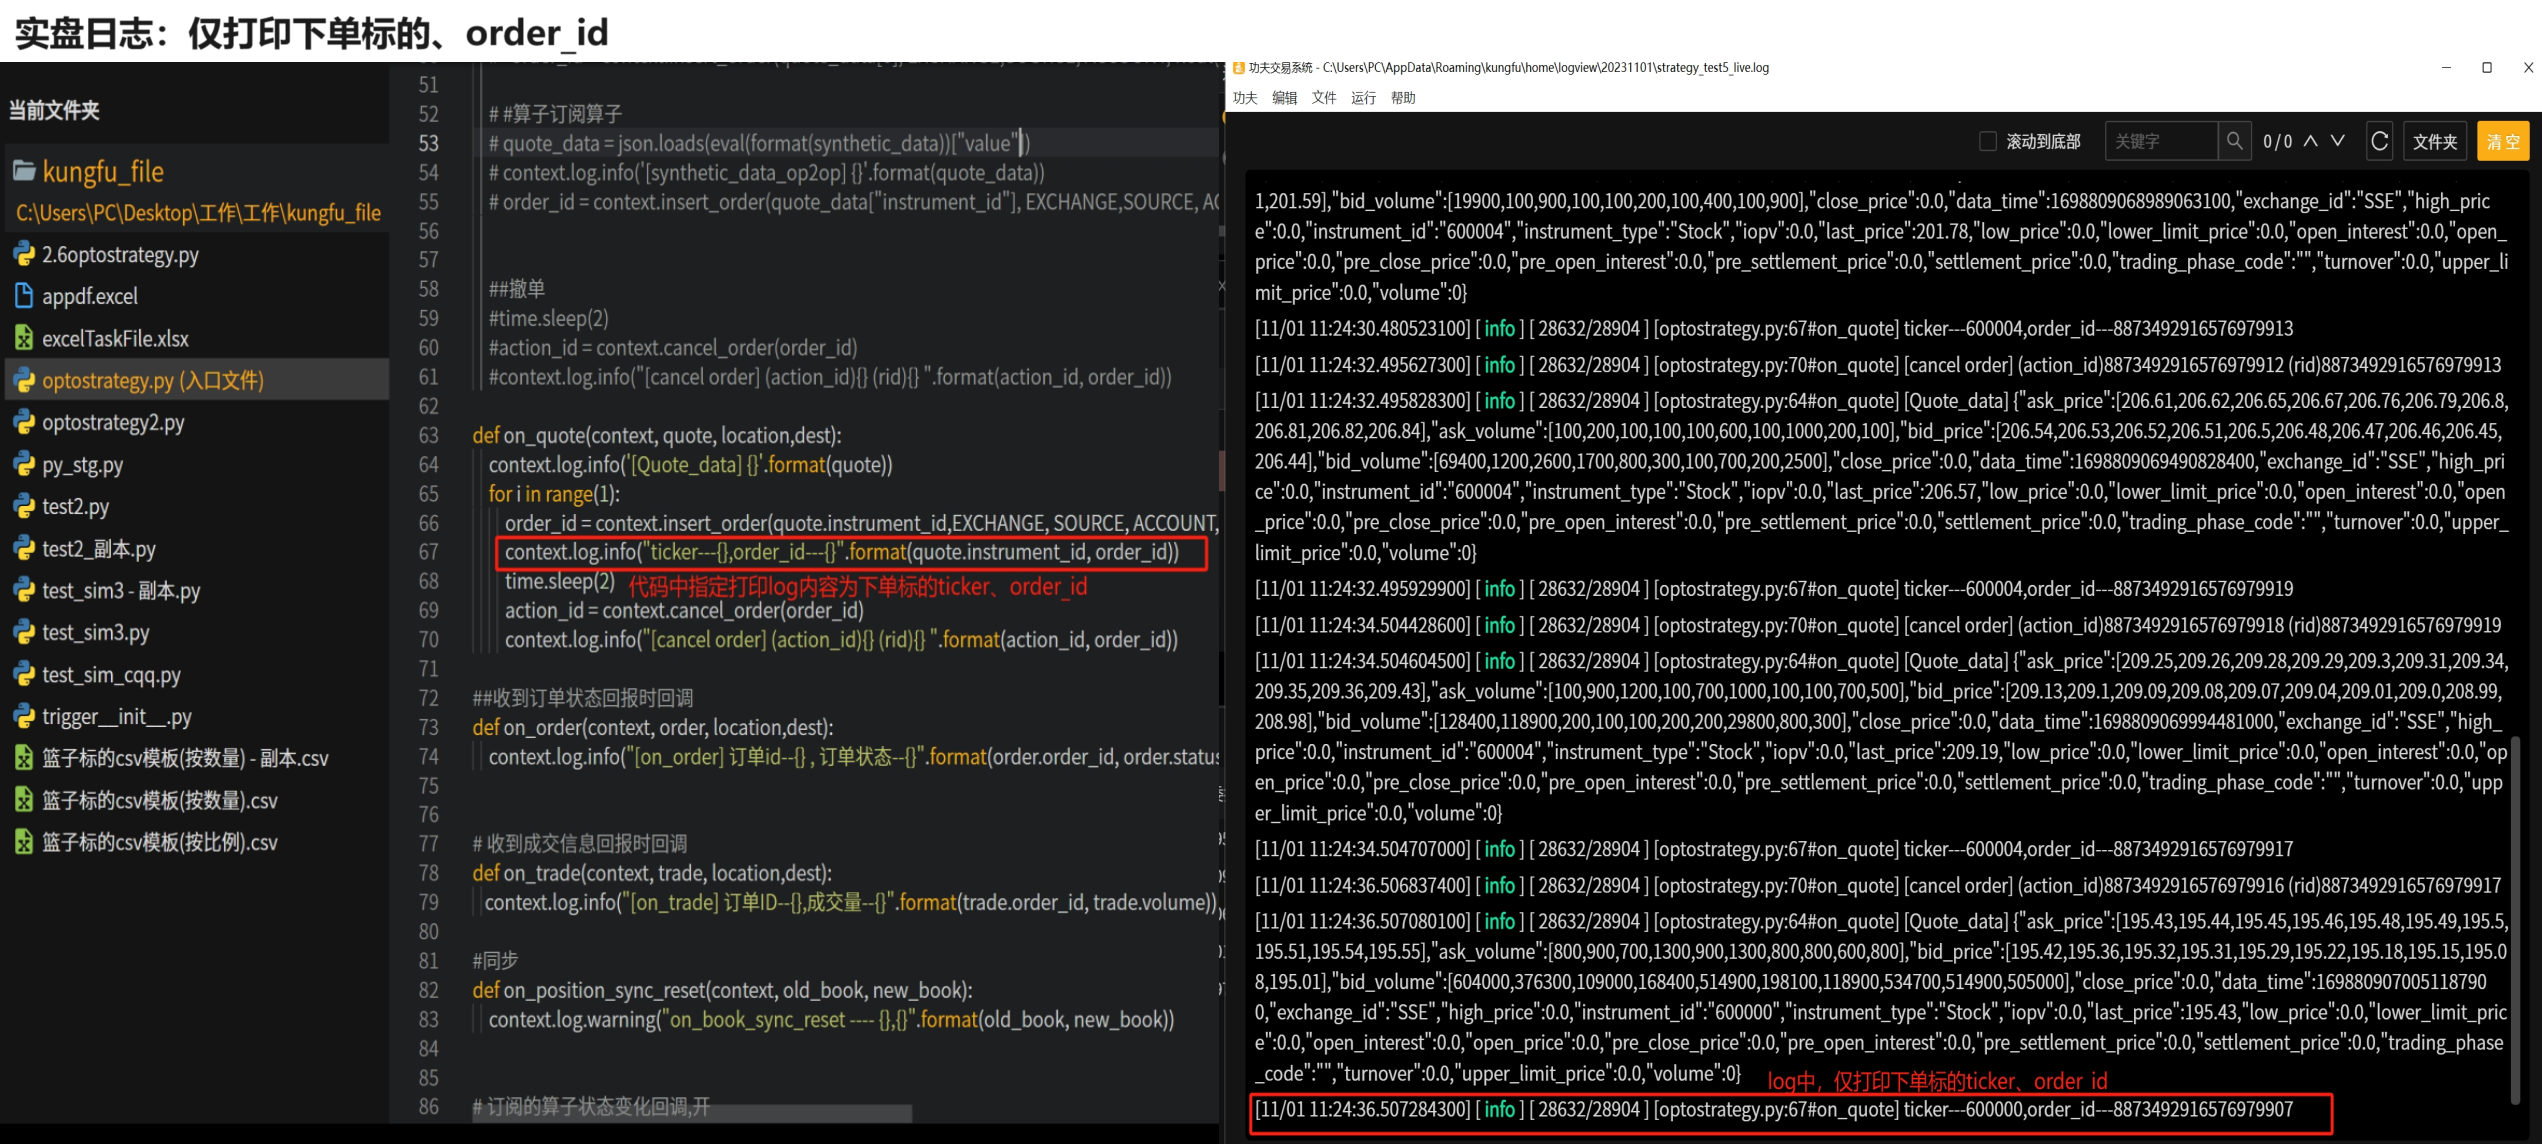 实盘日志：仅打印下单标的、order_id
当前文件夹
kungfu_file
C:\Users\PC\Desktop\工作\工作\kungfu_file
2.6optostrategy.py
appdf.excel
excelTaskFile.xlsx
optostrategy.py (入口文件)
optostrategy2.py
py_stg.py
test2.py
test2_副本.py
test_sim3 - 副本.py
test_sim3.py
test_sim_cqq.py
trigger__init__.py
篮子标的csv模板(按数量) - 副本.csv
篮子标的csv模板(按数量).csv
篮子标的csv模板(按比例).csv
51
52 # #算子订阅算子
53 # quote_data = json.loads(eval(format(synthetic_data))["value"])
54 # context.log.info('[synthetic_data_op2op] {}'.format(quote_data))
55 # order_id = context.insert_order(quote_data["instrument_id"], EXCHANGE,SOURCE, AC
56
57
58 ##撤单
59 #time.sleep(2)
60 #action_id = context.cancel_order(order_id)
61 #context.log.info("[cancel order] (action_id){} (rid){} ".format(action_id, order_id))
62
63 def on_quote(context, quote, location,dest):
64 context.log.info('[Quote_data] {}'.format(quote))
65 for i in range(1):
66 order_id = context.insert_order(quote.instrument_id,EXCHANGE, SOURCE, ACCOUNT,
67 context.log.info("ticker---{},order_id---{}".format(quote.instrument_id, order_id))
68 time.sleep(2) 代码中指定打印log内容为下单标的ticker、order_id
69 action_id = context.cancel_order(order_id)
70 context.log.info("[cancel order] (action_id){} (rid){} ".format(action_id, order_id))
71
72 ##收到订单状态回报时回调
73 def on_order(context, order, location,dest):
74 context.log.info("[on_order] 订单id--{} , 订单状态--{}".format(order.order_id, order.status
75
76
77 # 收到成交信息回报时回调
78 def on_trade(context, trade, location,dest):
79 context.log.info("[on_trade] 订单ID--{},成交量--{}".format(trade.order_id, trade.volume))
80
81 #同步
82 def on_position_sync_reset(context, old_book, new_book):
83 context.log.warning("on_book_sync_reset ---- {},{}".format(old_book, new_book))
84
85
86 # 订阅的算子状态变化回调,开
功夫交易系统 - C:\Users\PC\AppData\Roaming\kungfu\home\logview\20231101\strategy_test5_live.log
功夫 编辑 文件 运行 帮助
滚动到底部 关键字 0 / 0 文件夹 清 空
1,201.59],"bid_volume":[19900,100,900,100,100,200,100,400,100,900],"close_price":0.0,"data_time":1698809068989063100,"exchange_id":"SSE","high_pric
e":0.0,"instrument_id":"600004","instrument_type":"Stock","iopv":0.0,"last_price":201.78,"low_price":0.0,"lower_limit_price":0.0,"open_interest":0.0,"open_
price":0.0,"pre_close_price":0.0,"pre_open_interest":0.0,"pre_settlement_price":0.0,"settlement_price":0.0,"trading_phase_code":"","turnover":0.0,"upper_li
mit_price":0.0,"volume":0}
[11/01 11:24:30.480523100] [ info ] [ 28632/28904 ] [optostrategy.py:67#on_quote] ticker---600004,order_id---8873492916576979913
[11/01 11:24:32.495627300] [ info ] [ 28632/28904 ] [optostrategy.py:70#on_quote] [cancel order] (action_id)8873492916576979912 (rid)8873492916576979913
[11/01 11:24:32.495828300] [ info ] [ 28632/28904 ] [optostrategy.py:64#on_quote] [Quote_data] {"ask_price":[206.61,206.62,206.65,206.67,206.76,206.79,206.8,
206.81,206.82,206.84],"ask_volume":[100,200,100,100,100,600,100,1000,200,100],"bid_price":[206.54,206.53,206.52,206.51,206.5,206.48,206.47,206.46,206.45,
206.44],"bid_volume":[69400,1200,2600,1700,800,300,100,700,200,2500],"close_price":0.0,"data_time":1698809069490828400,"exchange_id":"SSE","high_pri
ce":0.0,"instrument_id":"600004","instrument_type":"Stock","iopv":0.0,"last_price":206.57,"low_price":0.0,"lower_limit_price":0.0,"open_interest":0.0,"open
_price":0.0,"pre_close_price":0.0,"pre_open_interest":0.0,"pre_settlement_price":0.0,"settlement_price":0.0,"trading_phase_code":"","turnover":0.0,"upper_
limit_price":0.0,"volume":0}
[11/01 11:24:32.495929900] [ info ] [ 28632/28904 ] [optostrategy.py:67#on_quote] ticker---600004,order_id---8873492916576979919
[11/01 11:24:34.504428600] [ info ] [ 28632/28904 ] [optostrategy.py:70#on_quote] [cancel order] (action_id)8873492916576979918 (rid)8873492916576979919
[11/01 11:24:34.504604500] [ info ] [ 28632/28904 ] [optostrategy.py:64#on_quote] [Quote_data] {"ask_price":[209.25,209.26,209.28,209.29,209.3,209.31,209.34,
209.35,209.36,209.43],"ask_volume":[100,900,1200,100,700,1000,100,100,700,500],"bid_price":[209.13,209.1,209.09,209.08,209.07,209.04,209.01,209.0,208.99,
208.98],"bid_volume":[128400,118900,200,100,100,200,200,29800,800,300],"close_price":0.0,"data_time":1698809069994481000,"exchange_id":"SSE","high_
price":0.0,"instrument_id":"600004","instrument_type":"Stock","iopv":0.0,"last_price":209.19,"low_price":0.0,"lower_limit_price":0.0,"open_interest":0.0,"op
en_price":0.0,"pre_close_price":0.0,"pre_open_interest":0.0,"pre_settlement_price":0.0,"settlement_price":0.0,"trading_phase_code":"","turnover":0.0,"upp
er_limit_price":0.0,"volume":0}
[11/01 11:24:34.504707000] [ info ] [ 28632/28904 ] [optostrategy.py:67#on_quote] ticker---600004,order_id---8873492916576979917
[11/01 11:24:36.506837400] [ info ] [ 28632/28904 ] [optostrategy.py:70#on_quote] [cancel order] (action_id)8873492916576979916 (rid)8873492916576979917
[11/01 11:24:36.507080100] [ info ] [ 28632/28904 ] [optostrategy.py:64#on_quote] [Quote_data] {"ask_price":[195.43,195.44,195.45,195.46,195.48,195.49,195.5,
195.51,195.54,195.55],"ask_volume":[800,900,700,1300,900,1300,800,800,600,800],"bid_price":[195.42,195.36,195.32,195.31,195.29,195.22,195.18,195.15,195.0
8,195.01],"bid_volume":[604000,376300,109000,168400,514900,198100,118900,534700,514900,505000],"close_price":0.0,"data_time":169880907005118790
0,"exchange_id":"SSE","high_price":0.0,"instrument_id":"600000","instrument_type":"Stock","iopv":0.0,"last_price":195.43,"low_price":0.0,"lower_limit_pric
e":0.0,"open_interest":0.0,"open_price":0.0,"pre_close_price":0.0,"pre_open_interest":0.0,"pre_settlement_price":0.0,"settlement_price":0.0,"trading_phase
_code":"","turnover":0.0,"upper_limit_price":0.0,"volume":0}
log中，仅打印下单标的ticker、order_id
[11/01 11:24:36.507284300] [ info ] [ 28632/28904 ] [optostrategy.py:67#on_quote] ticker---600000,order_id---8873492916576979907